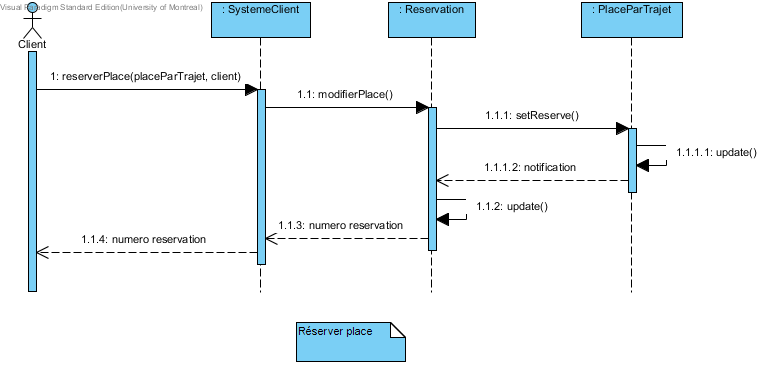 Visual Paradigm Standard Edition(University of Montreal)
: SystemeClient
: Reservation
: PlaceParTrajet
Client
1: reserverPlace(placeParTrajet, client)
1.1: modifierPlace()
1.1.1: setReserve()
1.1.1.1: update()
1.1.1.2: notification
1.1.2: update()
1.1.3: numero reservation
1.1.4: numero reservation
Réserver place